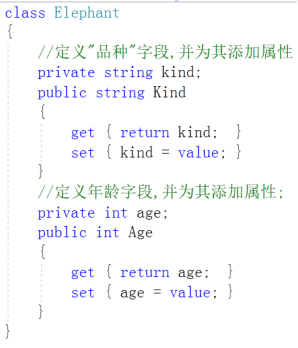 class Elephant
{
    //定义"品种"字段,并为其添加属性
    private string kind;
    public string Kind
    {
        get { return kind;  }
        set { kind = value; }
    }
    //定义年龄字段,并为其添加属性;
    private int age;
    public int Age
    {
        get { return age;  }
        set { age = value; }
    }
}